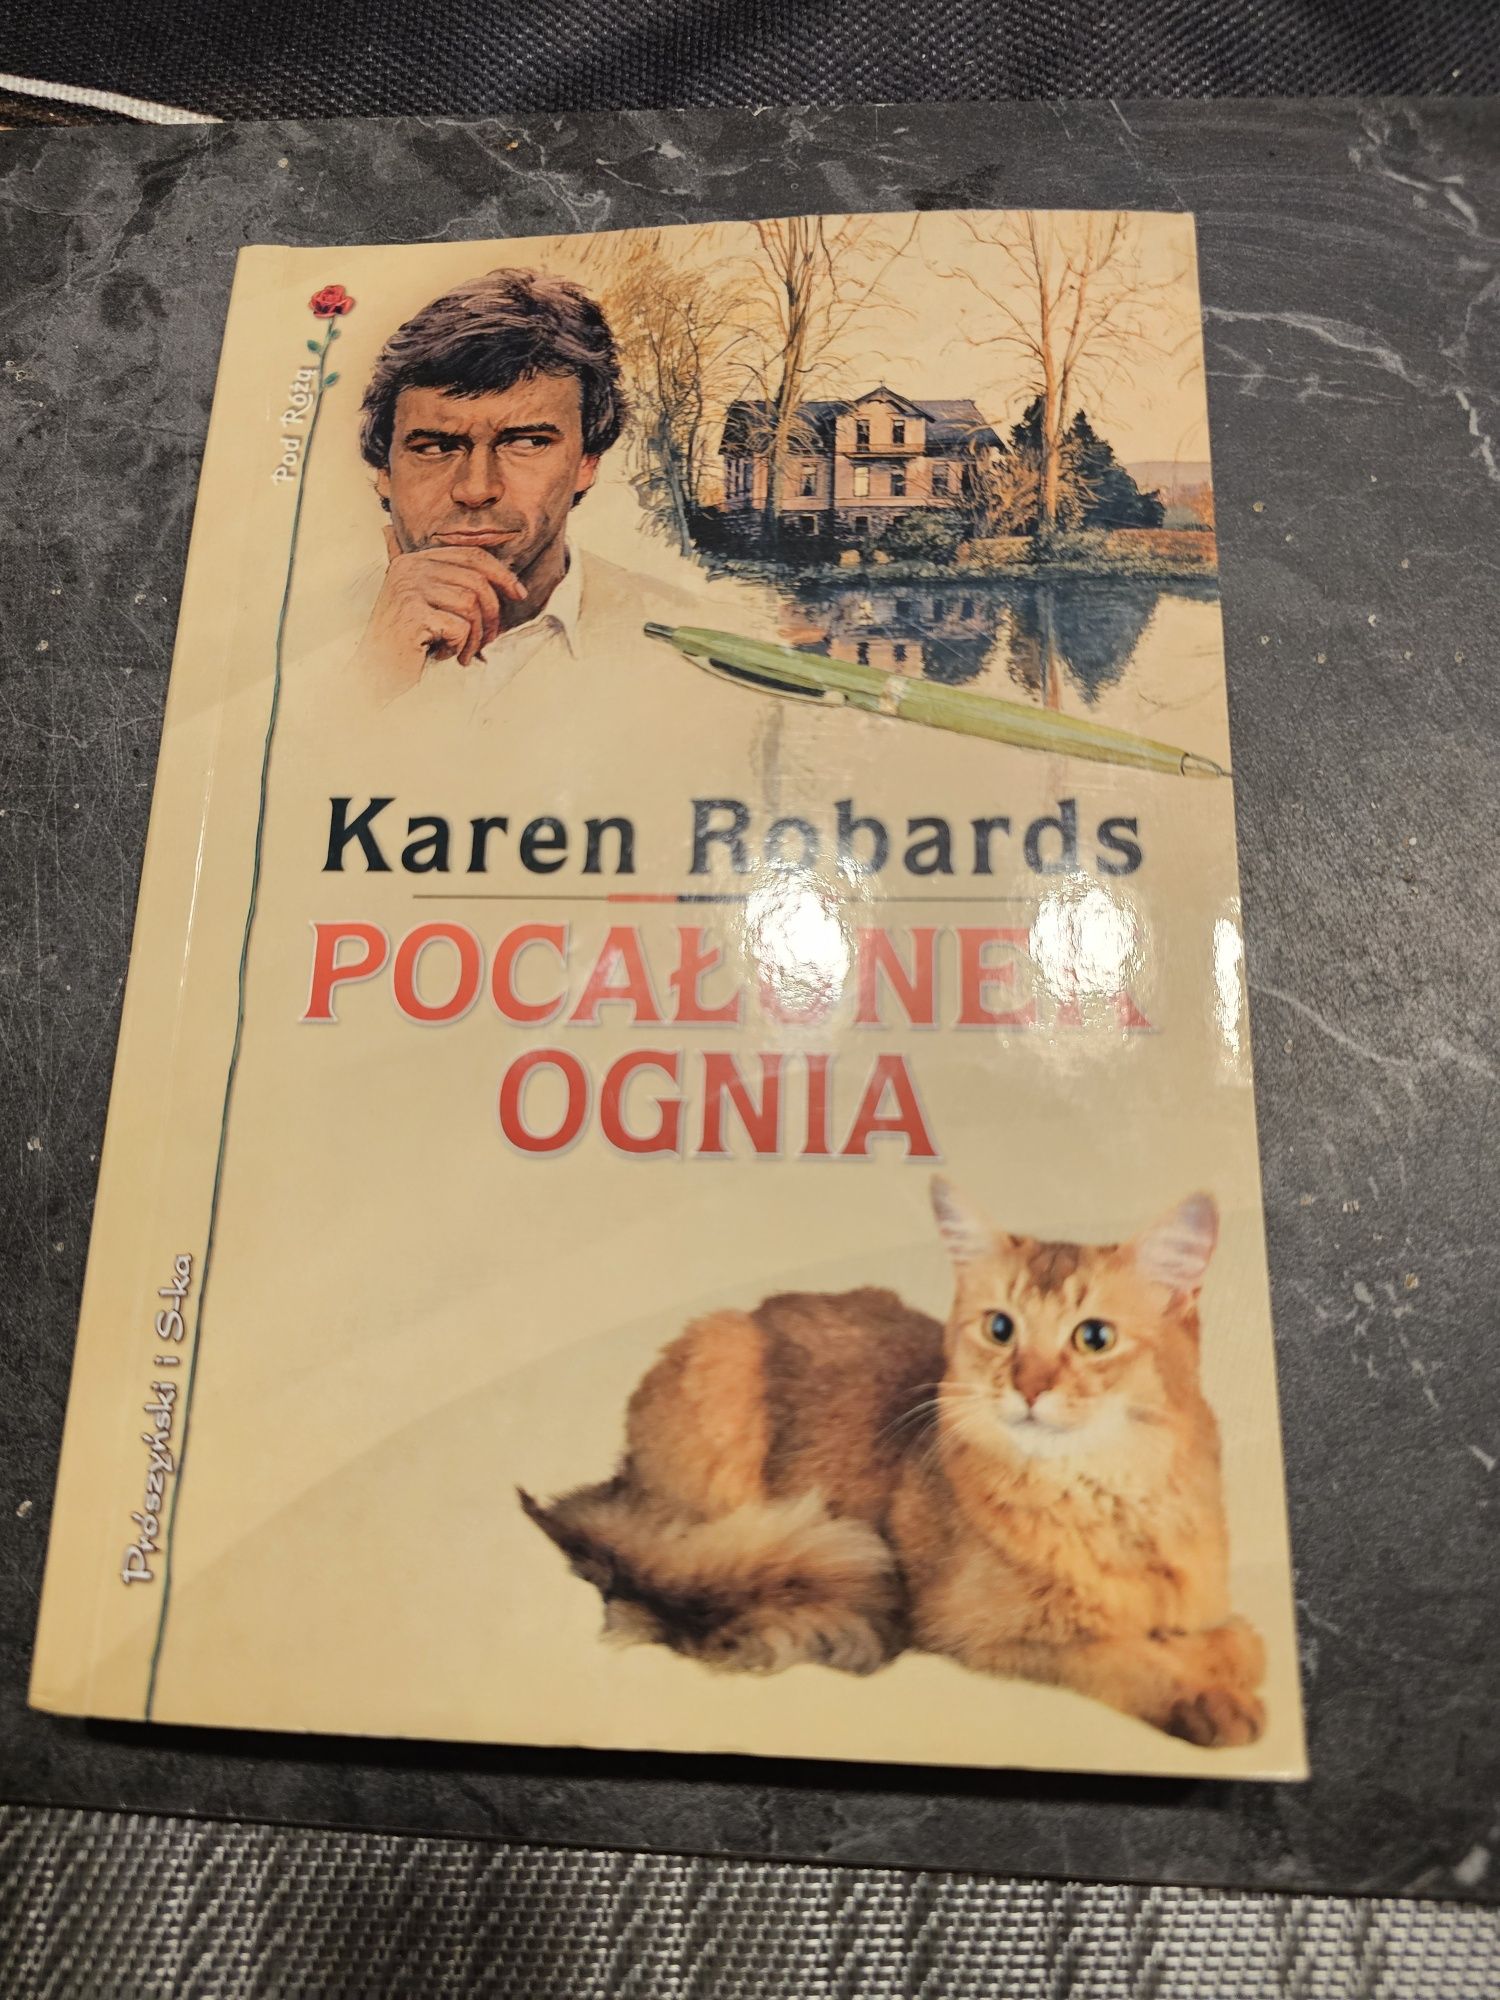 Pod Różą
Karen Robards
POCAŁUNEK
OGNIA
Prószyński i S-ka